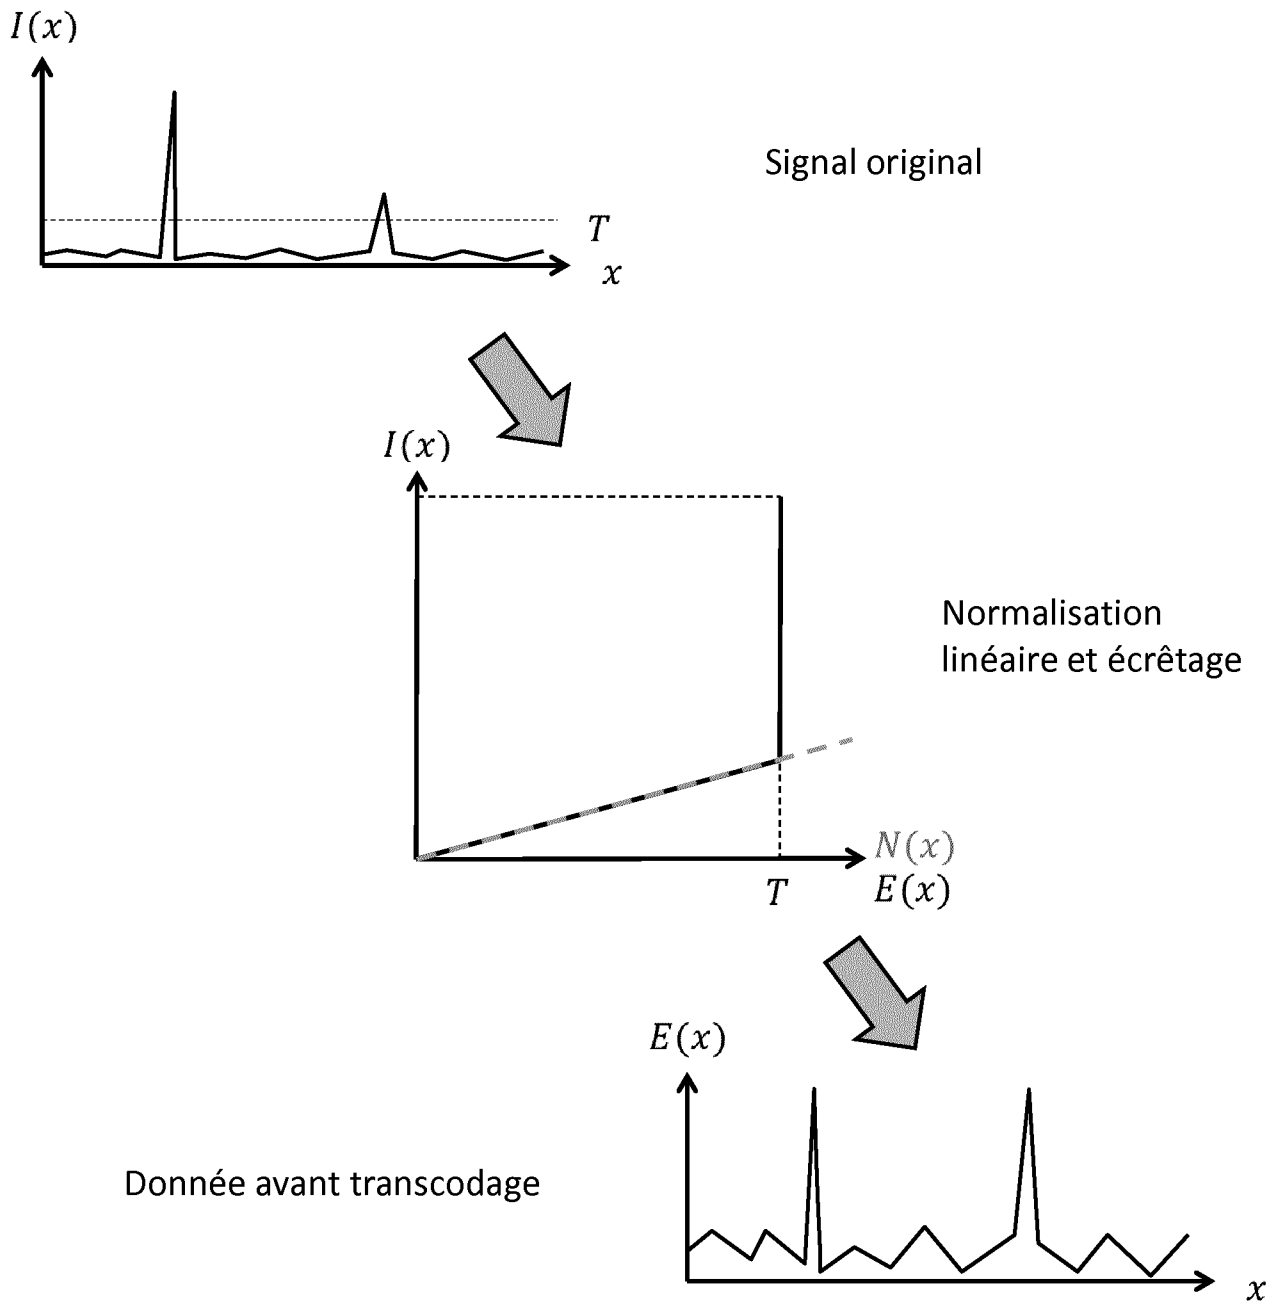 I(x)
Signal original
T
x
I(x)
Normalisation
linéaire et écrêtage
N(x)
T
E(x)
E(x)
Donnée avant transcodage
x